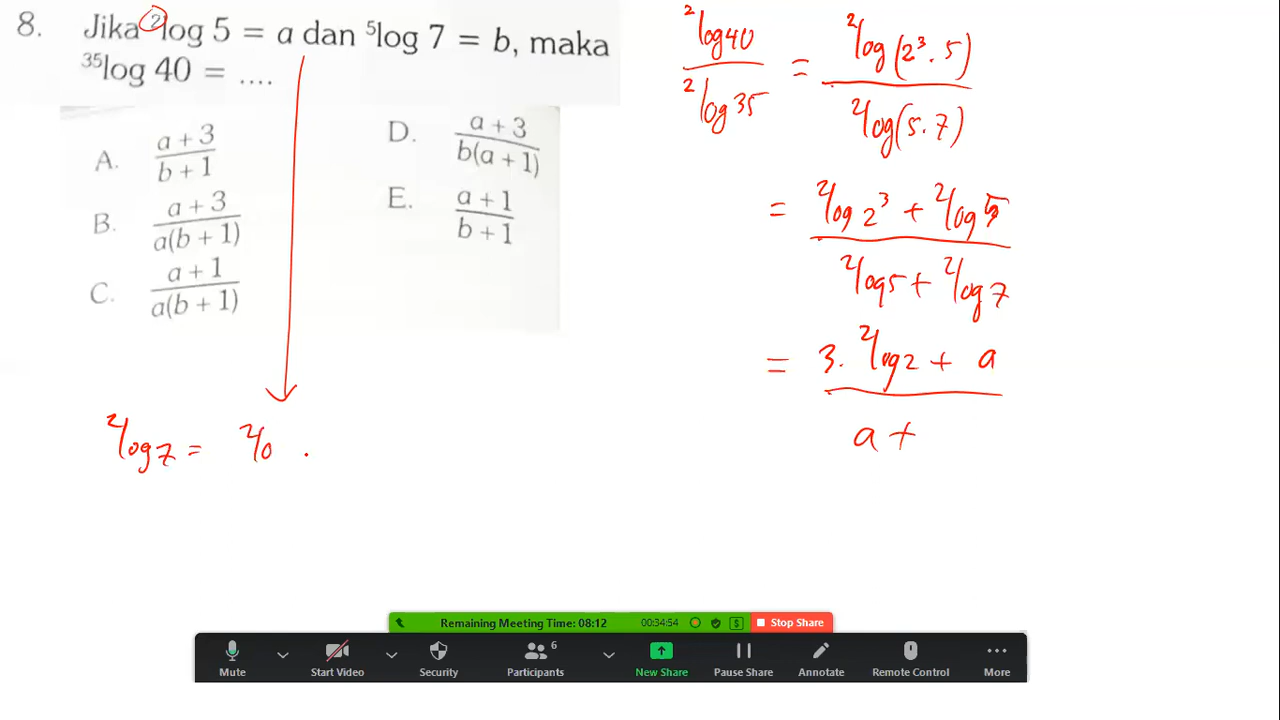 8. Jika ²log 5 = a dan ⁵log 7 = b, maka
³⁵log 40 = ....
A. a + 3 / b + 1
B. a + 3 / a(b + 1)
C. a + 1 / a(b + 1)
D. a + 3 / b(a + 1)
E. a + 1 / b + 1
²log 7 = ²lo .
²log 40 / ²log 35 = ²log(2³.5) / ²log(5.7)
= ²log 2³ + ²log 5 / ²log 5 + ²log 7
= 3. ²log 2 + a / a +
Remaining Meeting Time: 08:12 00:34:54 Stop Share
Mute Start Video Security Participants 6 New Share Pause Share Annotate Remote Control More